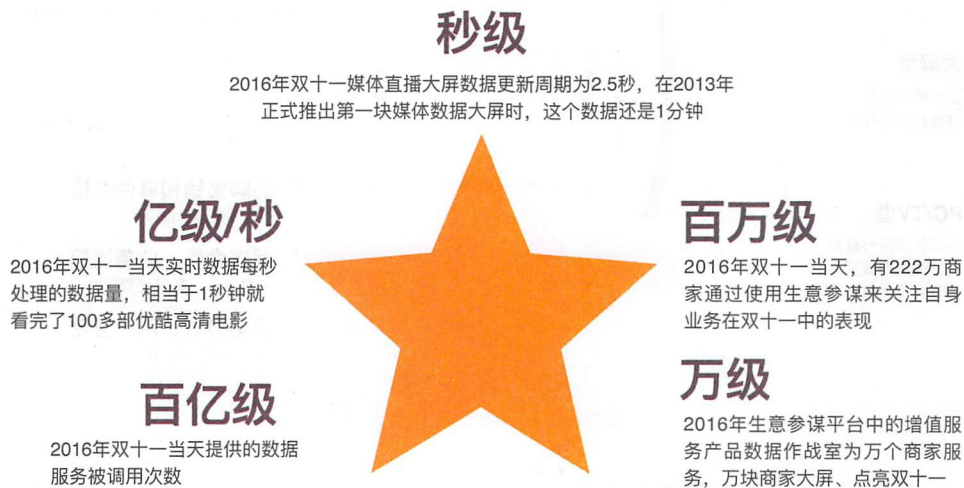 秒级
2016年双十一媒体直播大屏数据更新周期为2.5秒，在2013年
正式推出第一块媒体数据大屏时，这个数据还是1分钟
亿级/秒
2016年双十一当天实时数据每秒
处理的数据量，相当于1秒钟就
看完了100多部优酷高清电影
百万级
2016年双十一当天，有222万商
家通过使用生意参谋来关注自身
业务在双十一中的表现
百亿级
2016年双十一当天提供的数据
服务被调用次数
万级
2016年生意参谋平台中的增值服
务产品数据作战室为万个商家服
务，万块商家大屏、点亮双十一